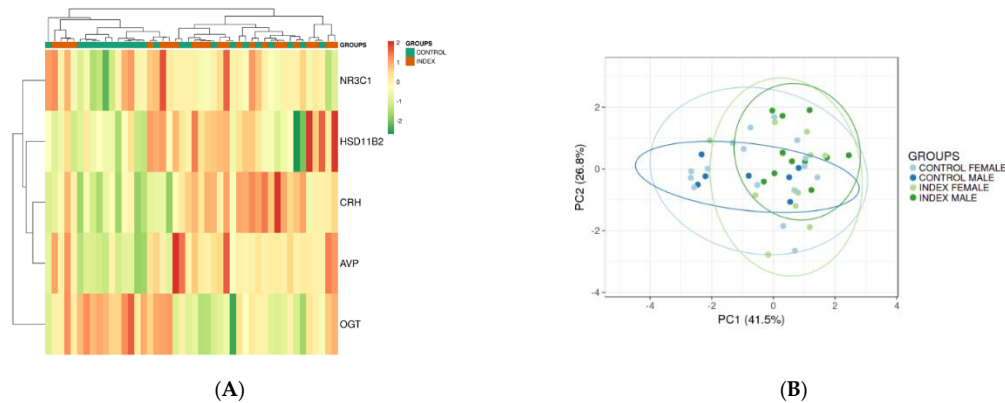 GROUPS
GROUPS
CONTROL
INDEX
2
1
0
-1
-2
NR3C1
HSD11B2
CRH
AVP
OGT
(A)
PC2 (26.8%)
2
0
-2
-4
-4
-2
0
2
4
PC1 (41.5%)
GROUPS
CONTROL FEMALE
CONTROL MALE
INDEX FEMALE
INDEX MALE
(B)